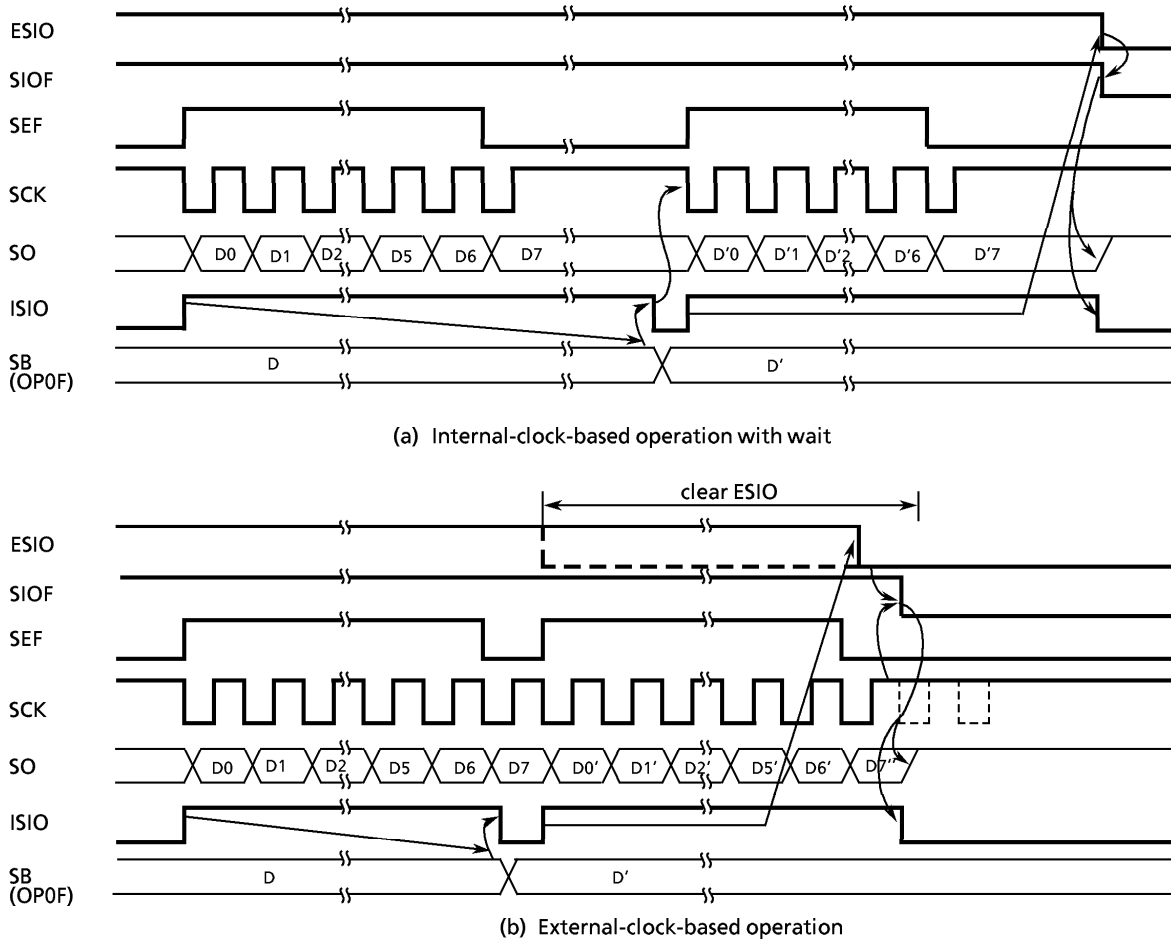 ESIO
SIOF
SEF
SCK
SO D0 D1 D2 D5 D6 D7 D'0 D'1 D'2 D'6 D'7
ISIO
SB D D'
(OP0F)
(a) Internal-clock-based operation with wait
clear ESIO
ESIO
SIOF
SEF
SCK
SO D0 D1 D2 D5 D6 D7 D0' D1' D2' D5' D6' D7'
ISIO
SB D D'
(OP0F)
(b) External-clock-based operation